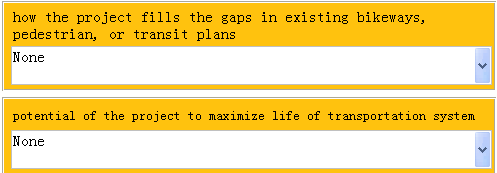 how the project fills the gaps in existing bikeways,
pedestrian, or transit plans
None
potential of the project to maximize life of transportation system
None